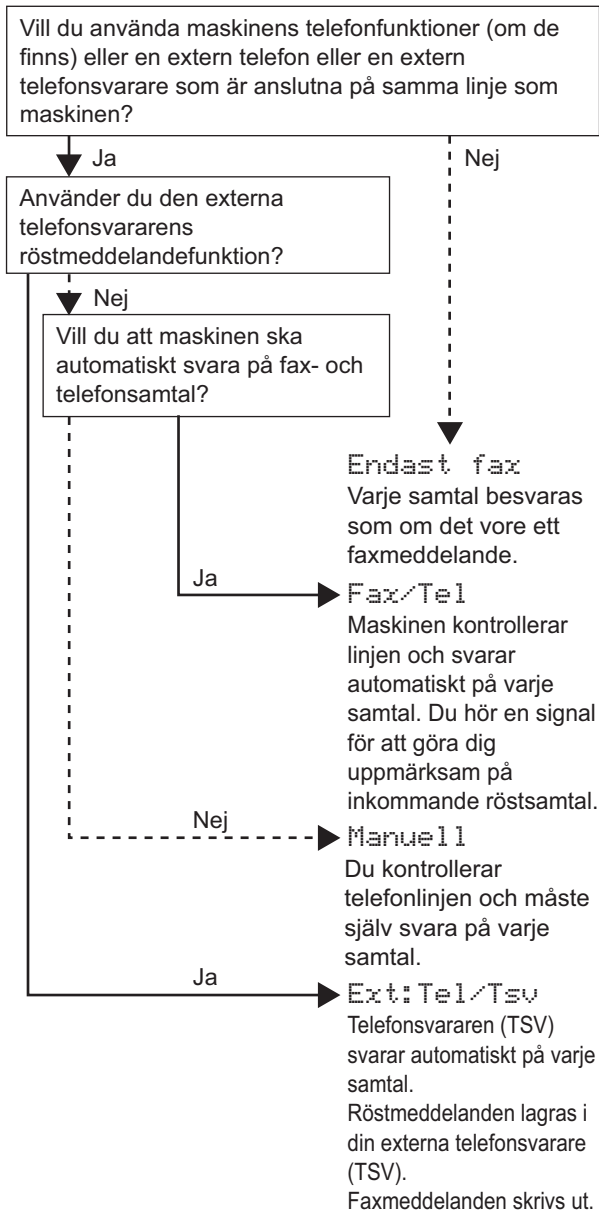 Vill du använda maskinens telefonfunktioner (om de
finns) eller en extern telefon eller en extern
telefonsvarare som är anslutna på samma linje som
maskinen?
Ja
Nej
Använder du den externa
telefonsvararens
röstmeddelandefunktion?
Nej
Vill du att maskinen ska
automatiskt svara på fax- och
telefonsamtal?
Endast fax
Varje samtal besvaras
som om det vore ett
faxmeddelande.
Ja
Fax/Tel
Maskinen kontrollerar
linjen och svarar
automatiskt på varje
samtal. Du hör en signal
för att göra dig
uppmärksam på
inkommande röstsamtal.
Nej
Manuell
Du kontrollerar
telefonlinjen och måste
själv svara på varje
samtal.
Ja
Ext:Tel/Tsv
Telefonsvararen (TSV)
svarar automatiskt på varje
samtal.
Röstmeddelanden lagras i
din externa telefonsvarare
(TSV).
Faxmeddelanden skrivs ut.